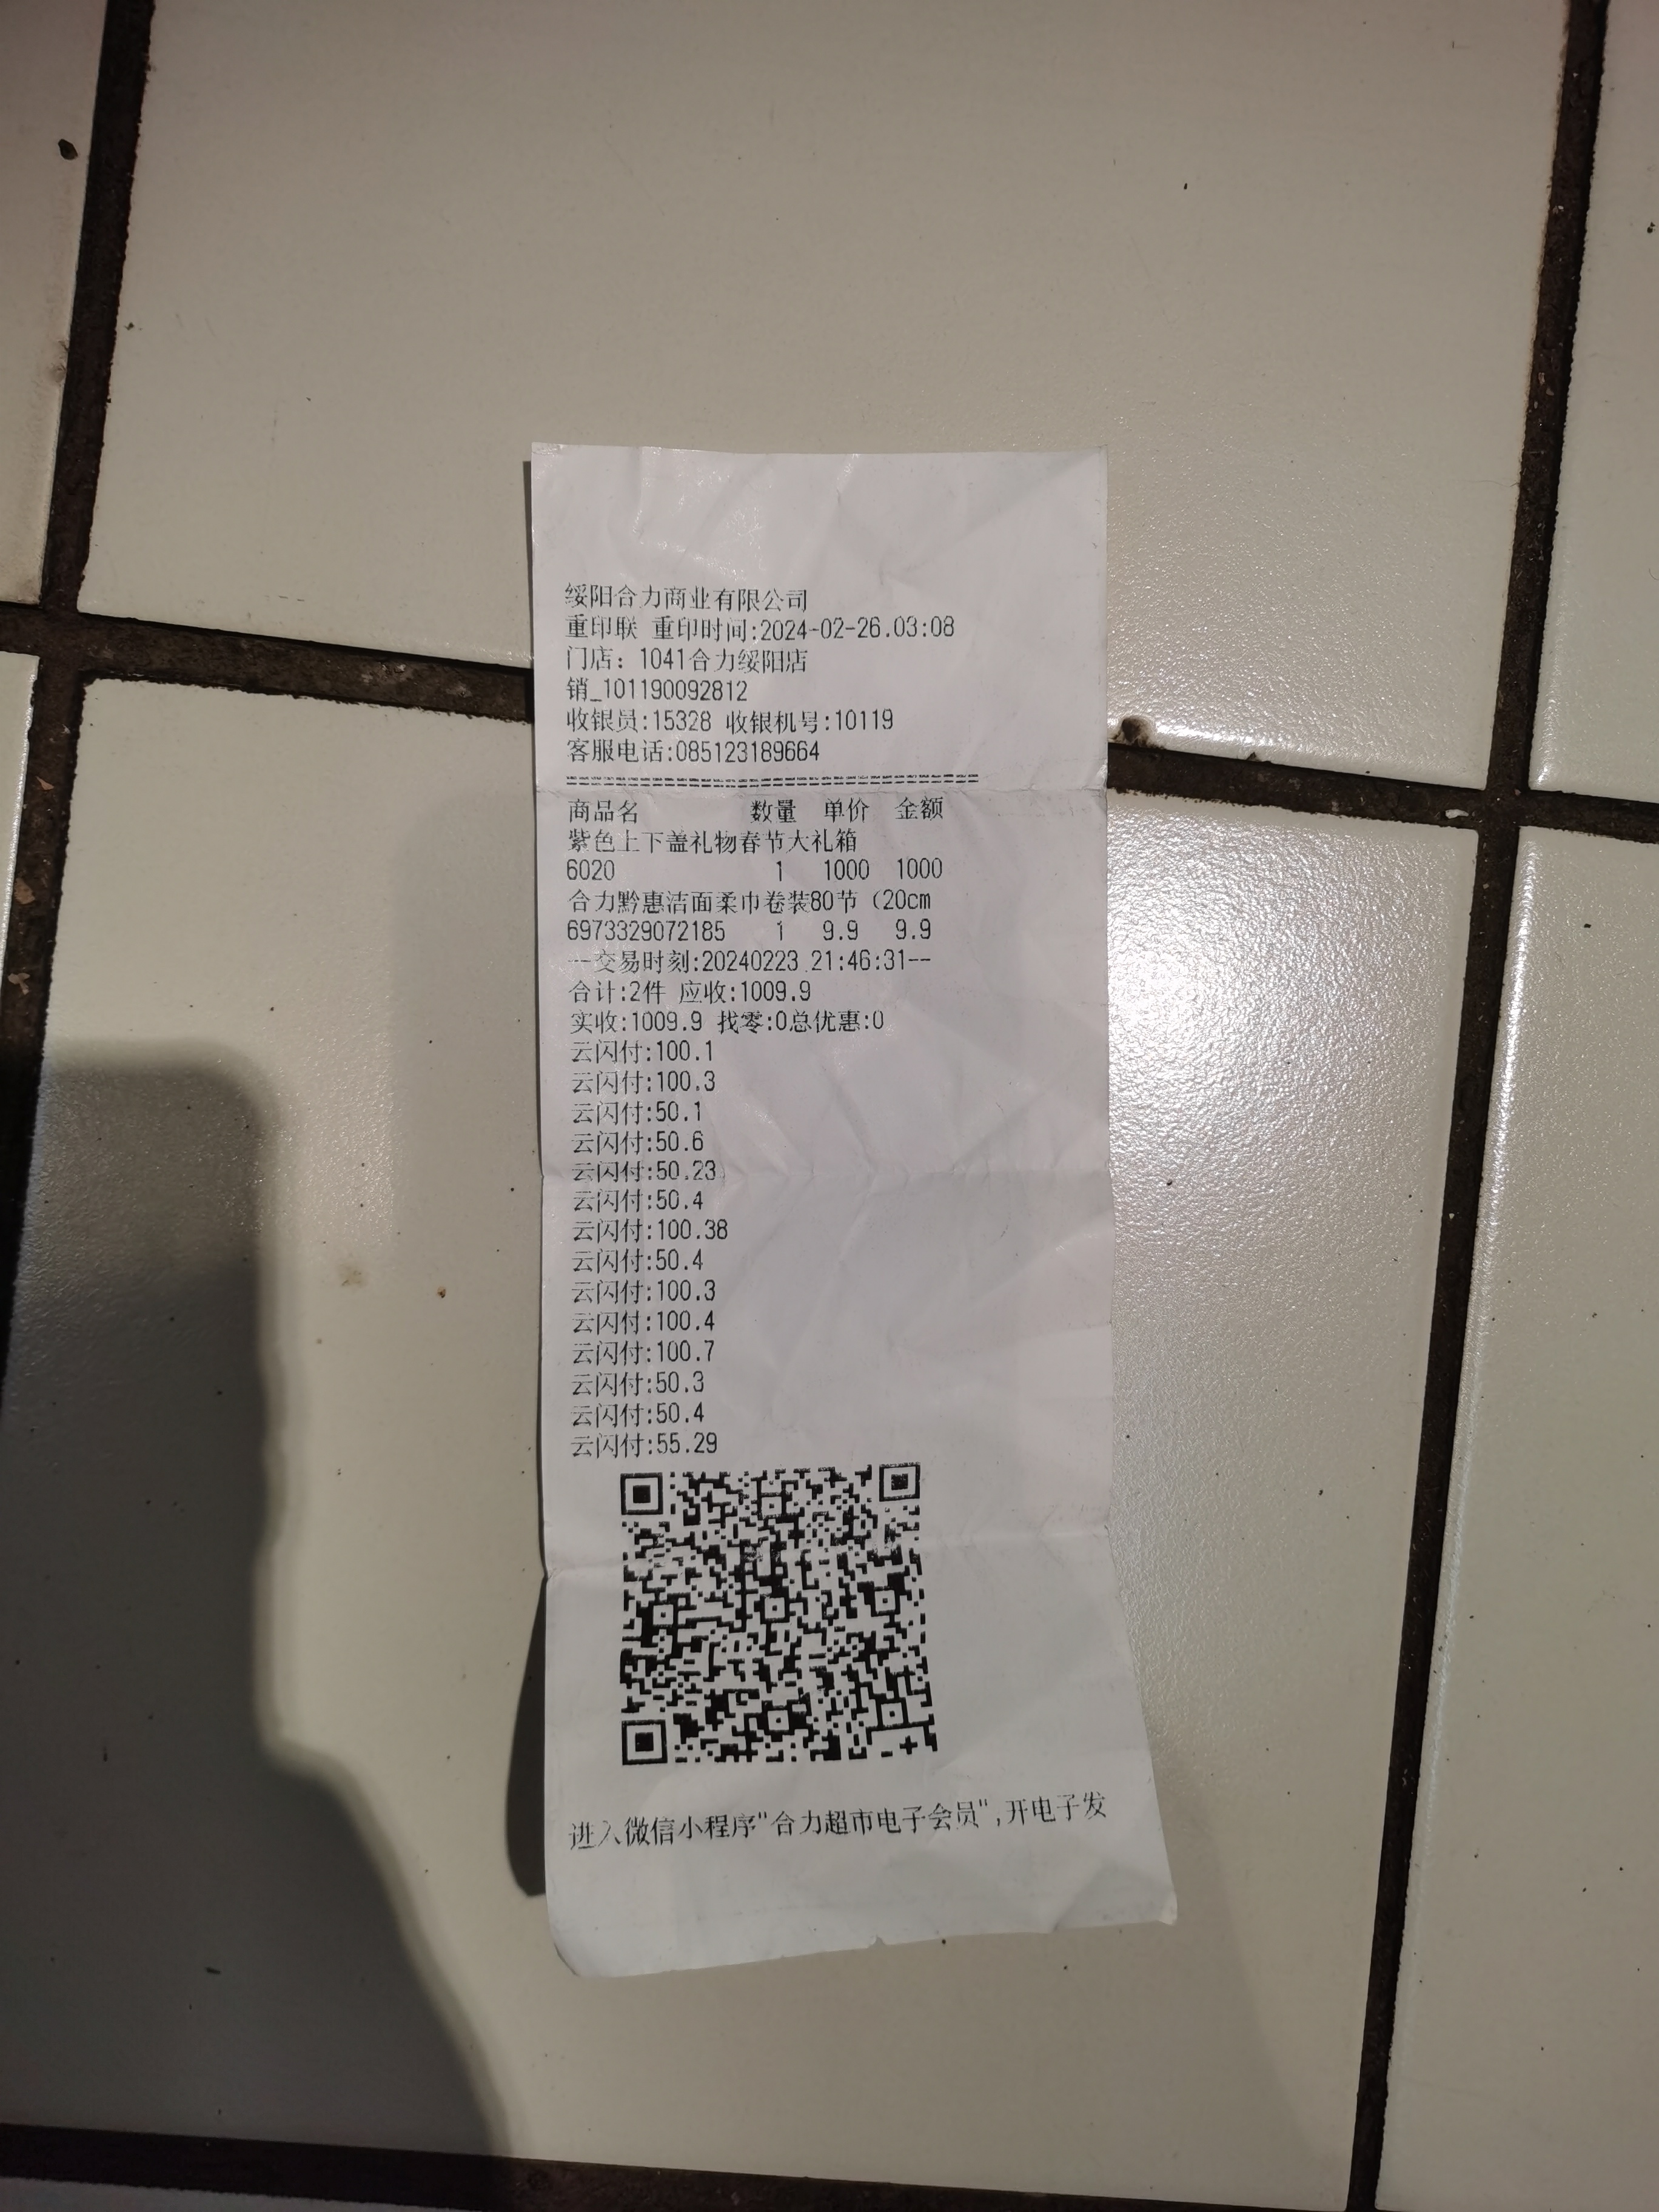 绥阳合力商业有限公司
重印联 重印时间:2024-02-26.03:08
门店：1041合力绥阳店
销_101190092812
收银员:15328 收银机号:10119
客服电话:085123189664
==================================
商品名 数量 单价 金额
紫色上下盖礼物春节大礼箱
6020 1 1000 1000
合力黔惠洁面柔巾卷装80节（20cm
6973329072185 1 9.9 9.9
--交易时刻:20240223 21:46:31--
合计:2件 应收:1009.9
实收:1009.9 找零:0总优惠:0
云闪付:100.1
云闪付:100.3
云闪付:50.1
云闪付:50.6
云闪付:50.23
云闪付:50.4
云闪付:100.38
云闪付:50.4
云闪付:100.3
云闪付:100.4
云闪付:100.7
云闪付:50.3
云闪付:50.4
云闪付:55.29
进入微信小程序"合力超市电子会员",开电子发